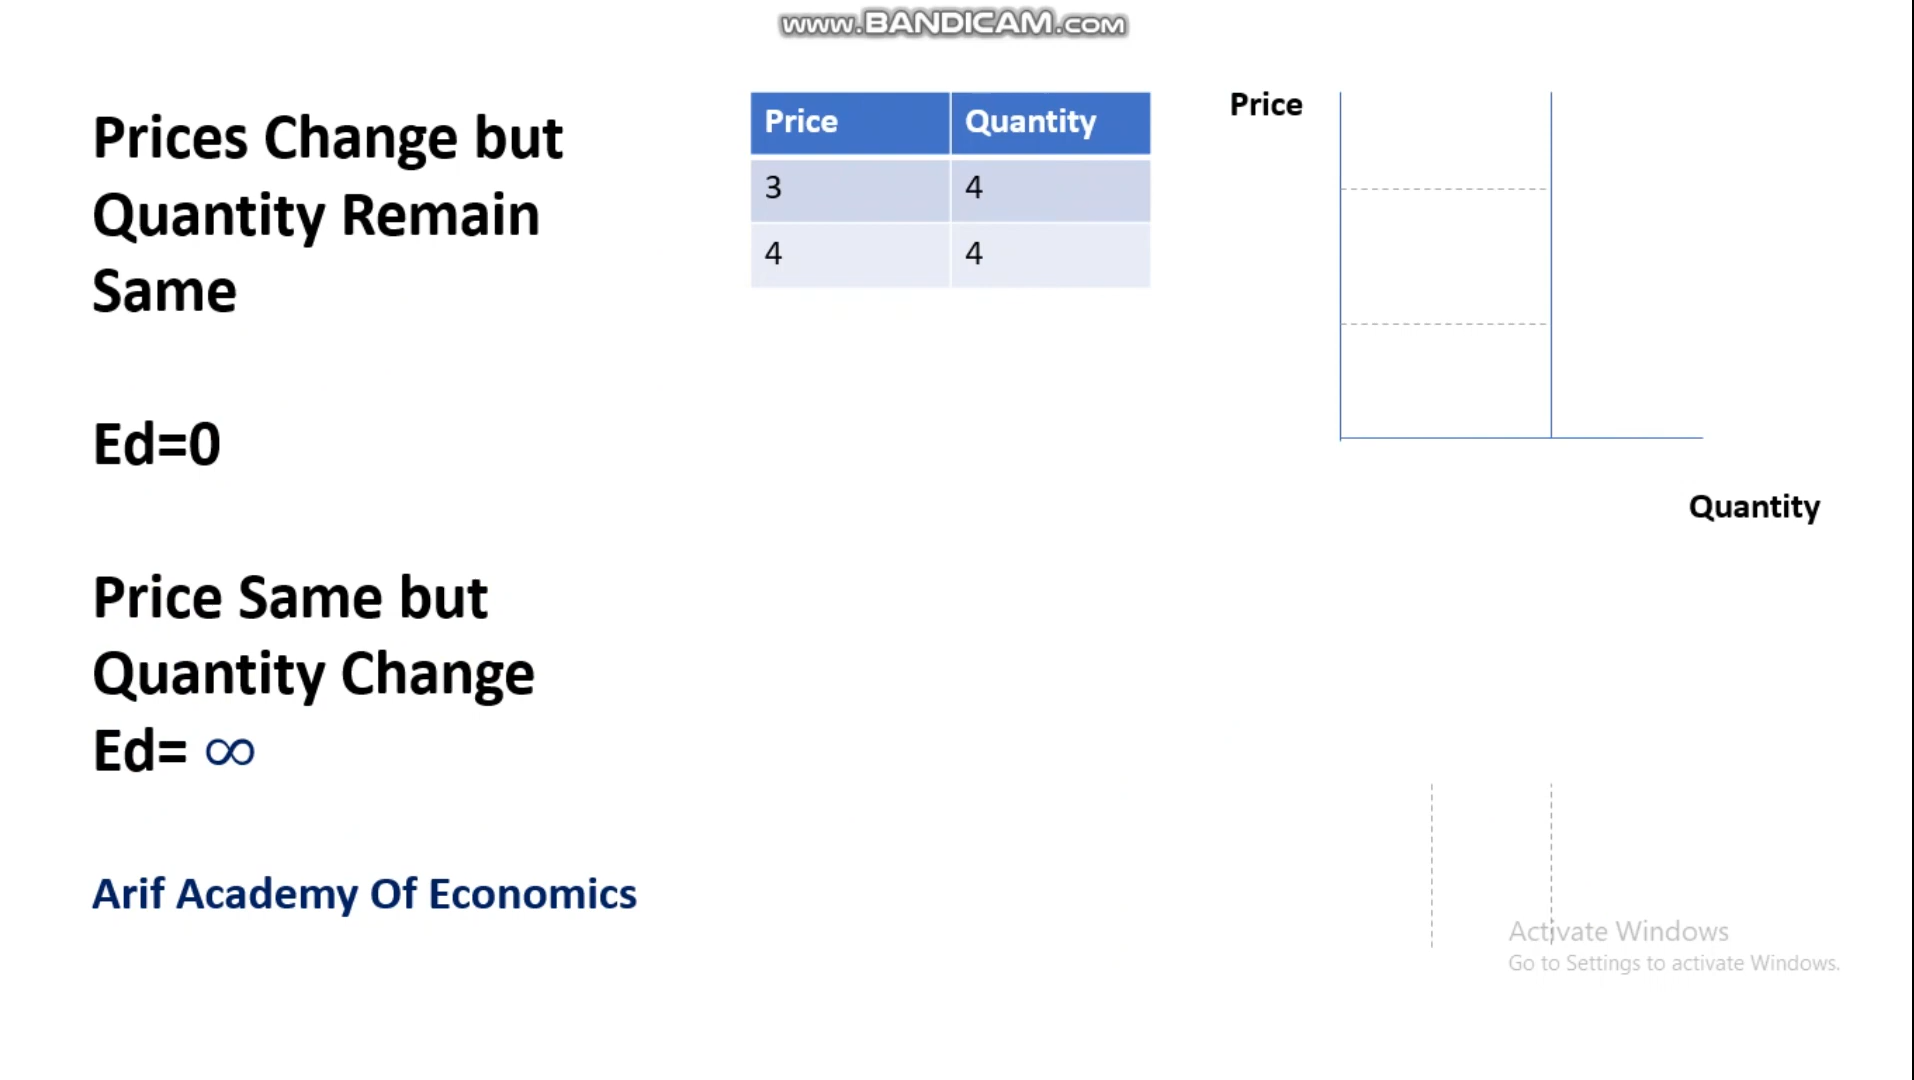 www.BANDICAM.com
Prices Change but
Quantity Remain
Same
Ed=0
Price Same but
Quantity Change
Ed= ∞
Arif Academy Of Economics
Price Quantity
3 4
4 4
Price
Quantity
Activate Windows
Go to Settings to activate Windows.